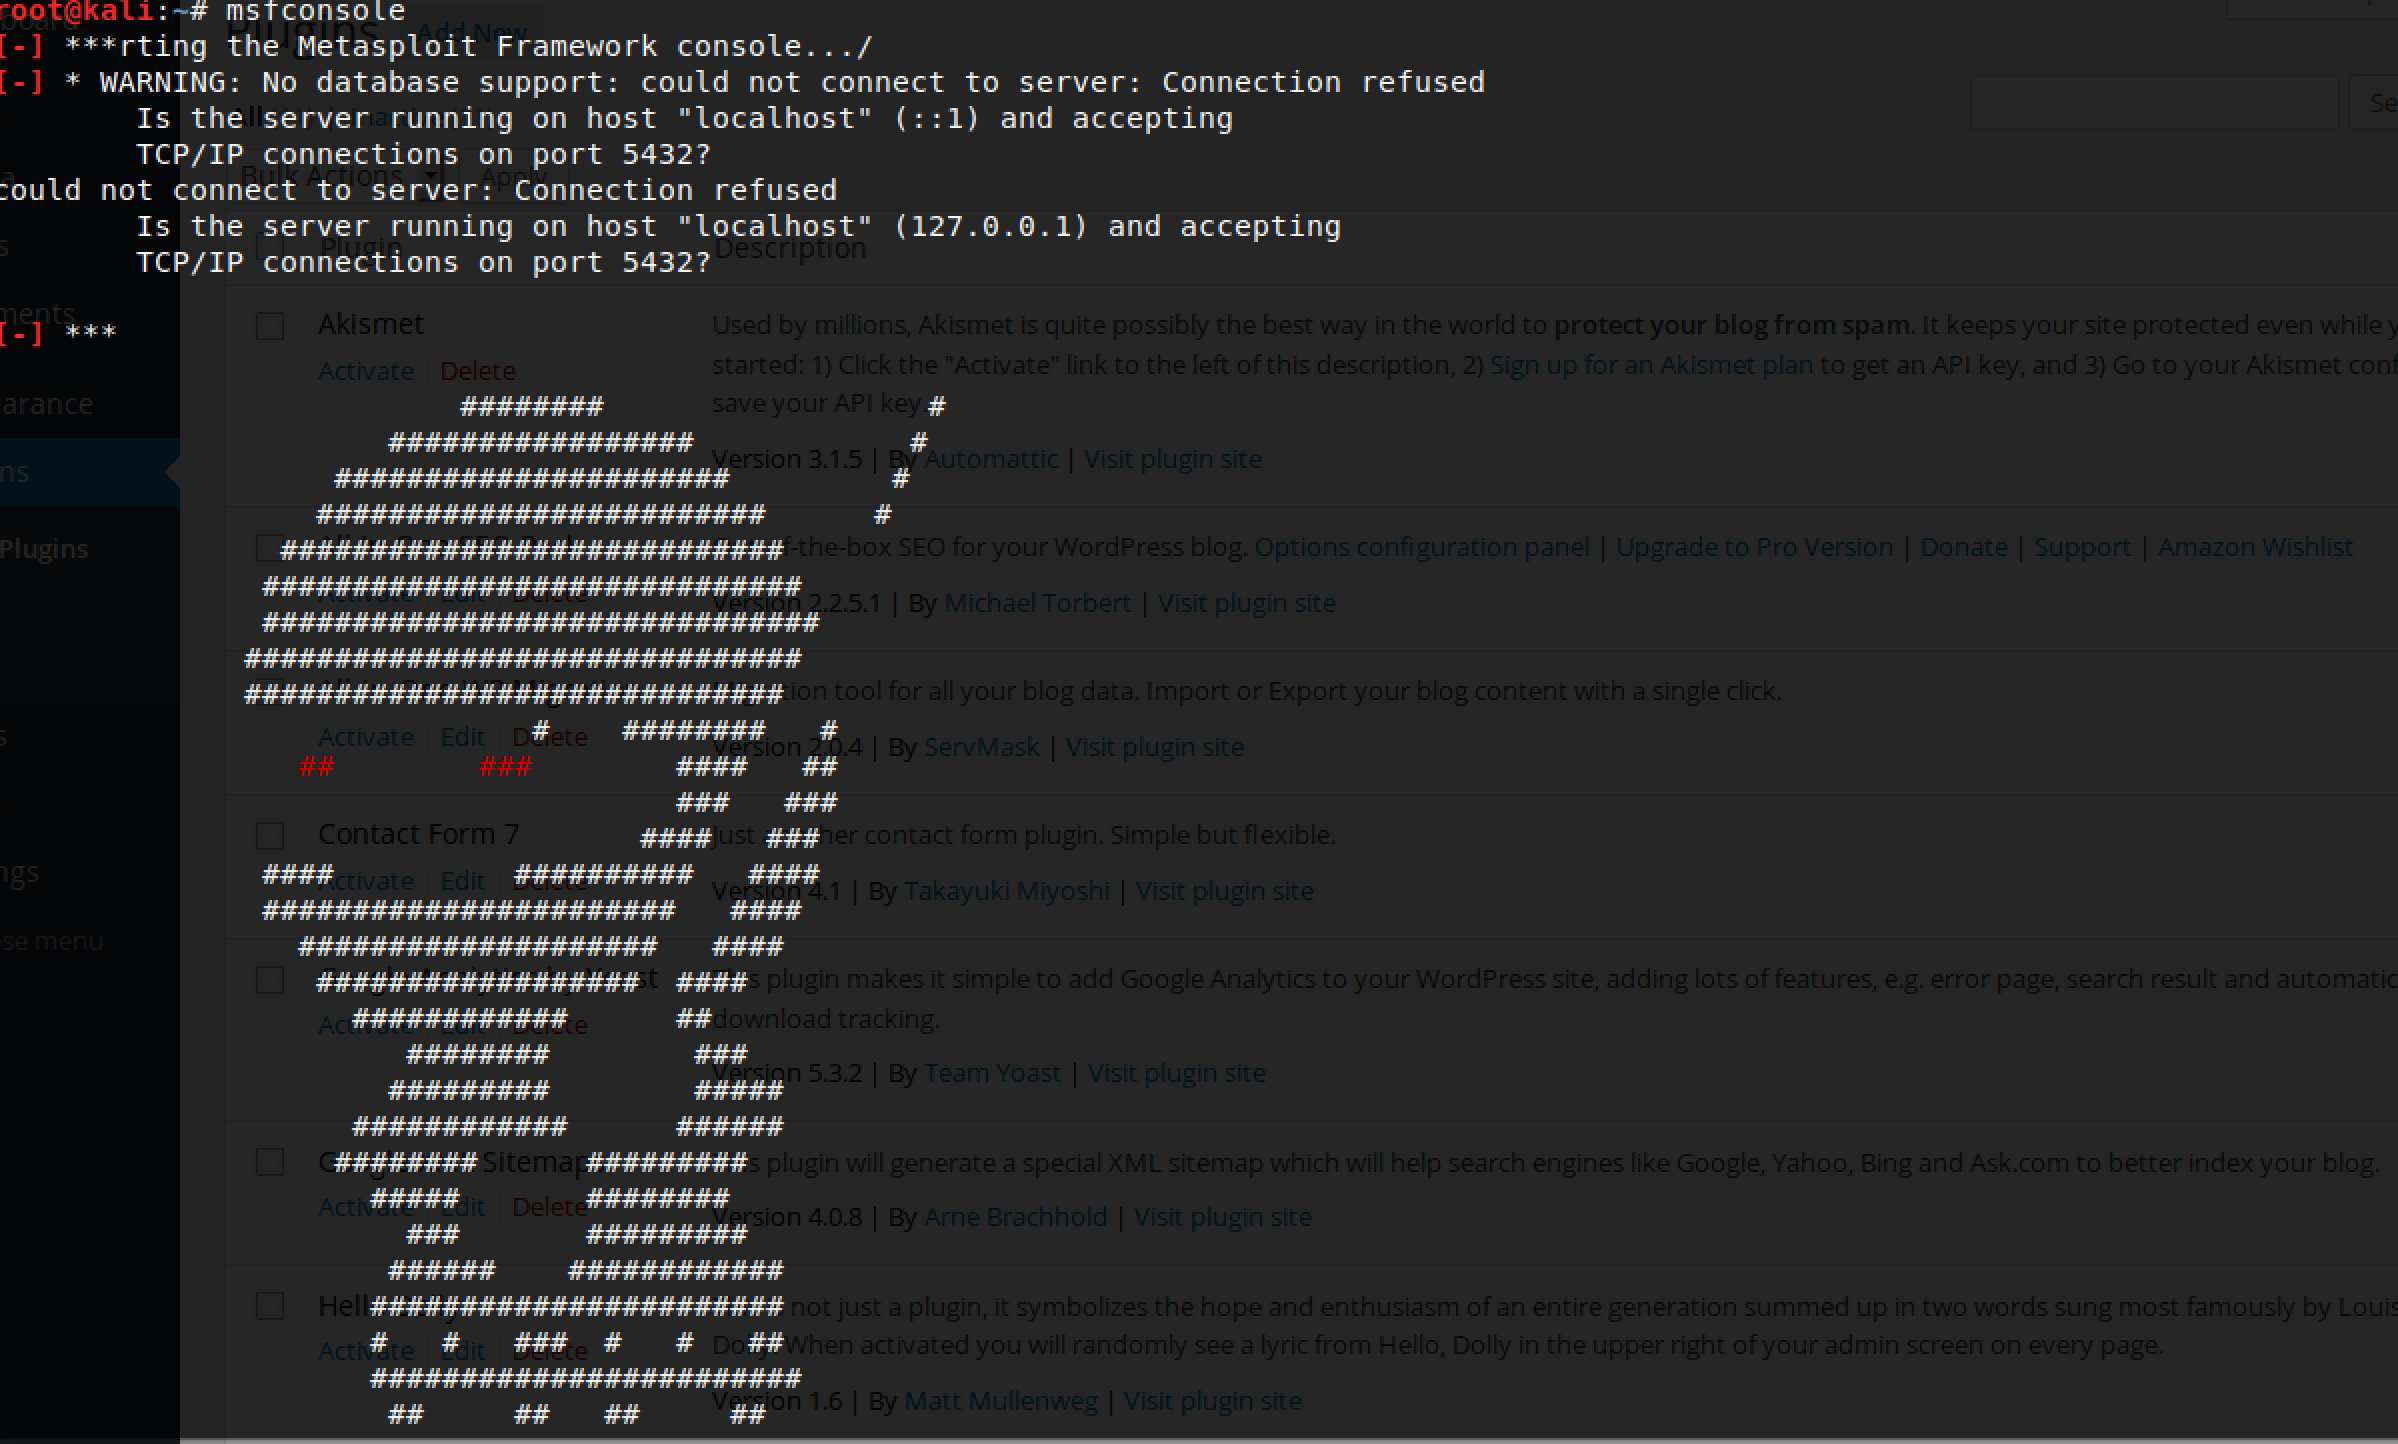 root@kali:~# msfconsole
[-] ***rting the Metasploit Framework console.../
[-] * WARNING: No database support: could not connect to server: Connection refused
Is the server running on host "localhost" (::1) and accepting
TCP/IP connections on port 5432?
could not connect to server: Connection refused
Is the server running on host "localhost" (127.0.0.1) and accepting
TCP/IP connections on port 5432?
[-] ***
Plugins Add New
Bulk Actions Apply
Plugin Description
Akismet Used by millions, Akismet is quite possibly the best way in the world to protect your blog from spam. It keeps your site protected even while
Activate | Delete started: 1) Click the "Activate" link to the left of this description, 2) Sign up for an Akismet plan to get an API key, and 3) Go to your Akismet
save your API key
Version 3.1.5 | By Automattic | Visit plugin site
Plugins
SEO for your WordPress blog. Options configuration panel | Upgrade to Pro Version | Donate | Support | Amazon Wishlist
Version 2.2.5.1 | By Michael Torbert | Visit plugin site
tool for all your blog data. Import or Export your blog content with a single click.
Activate | Edit | Delete Version 2.0.4 | By ServMask | Visit plugin site
Contact Form 7 Just contact form plugin. Simple but flexible.
Activate | Edit | Delete Version 4.1 | By Takayuki Miyoshi | Visit plugin site
plugin makes it simple to add Google Analytics to your WordPress site, adding lots of features, e.g. error page, search result and
Activate | Edit | Delete download tracking.
Version 5.3.2 | By Team Yoast | Visit plugin site
Sitemap plugin will generate a special XML sitemap which will help search engines like Google, Yahoo, Bing and Ask.com to better index your blog.
Activate | Edit | Delete Version 4.0.8 | By Arne Brachhold | Visit plugin site
not just a plugin, it symbolizes the hope and enthusiasm of an entire generation summed up in two words sung most famously by Louis
Activate | Edit | Delete When activated you will randomly see a lyric from Hello, Dolly in the upper right of your admin screen on every page.
Version 1.6 | By Matt Mullenweg | Visit plugin site